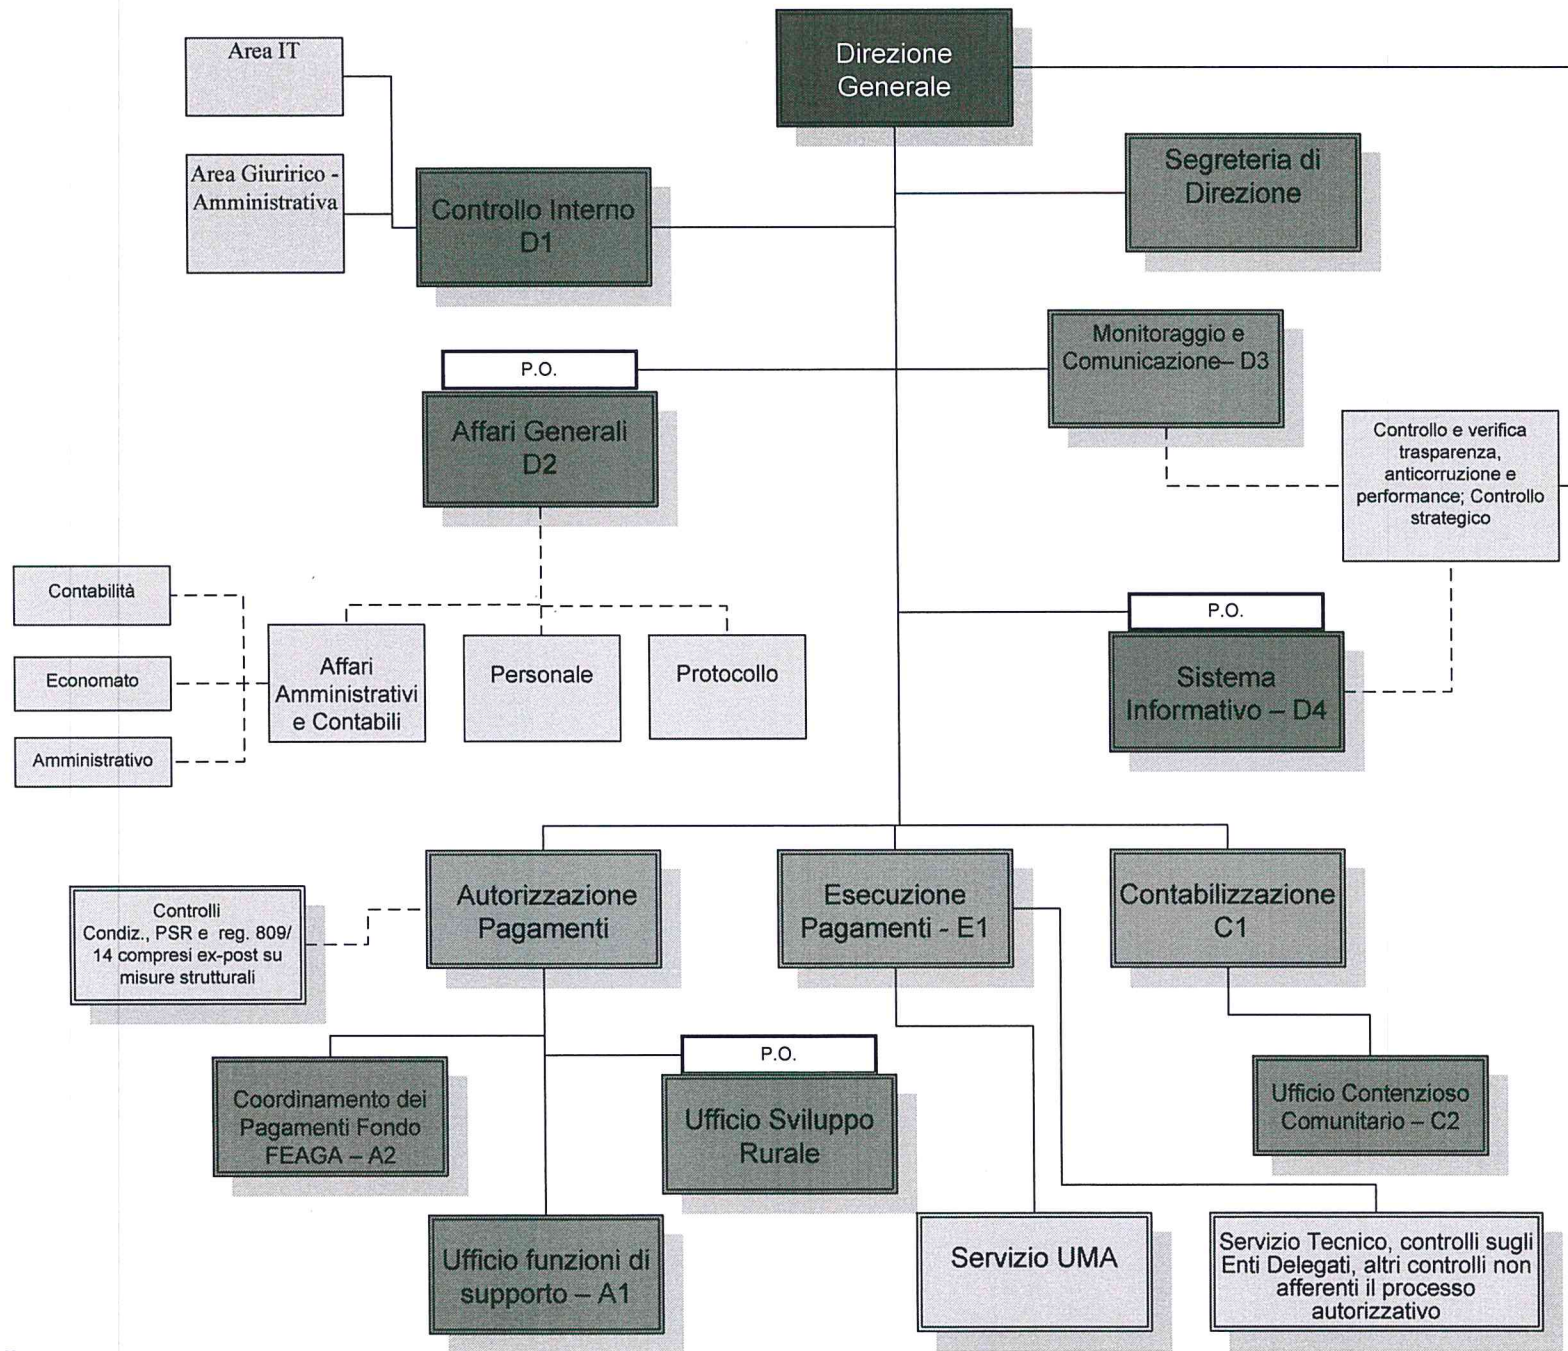 Direzione
Generale
Area IT
Area Giuririco -
Amministrativa
Controllo Interno
D1
Segreteria di
Direzione
Monitoraggio e
Comunicazione– D3
P.O.
Affari Generali
D2
Controllo e verifica
trasparenza,
anticorruzione e
performance; Controllo
strategico
Contabilità
Economato
Amministrativo
Affari
Amministrativi
e Contabili
Personale
Protocollo
P.O.
Sistema
Informativo – D4
Autorizzazione
Pagamenti
Esecuzione
Pagamenti - E1
Contabilizzazione
C1
Controlli
Condiz., PSR e reg. 809/
14 compresi ex-post su
misure strutturali
Coordinamento dei
Pagamenti Fondo
FEAGA – A2
P.O.
Ufficio Sviluppo
Rurale
Ufficio Contenzioso
Comunitario – C2
Ufficio funzioni di
supporto – A1
Servizio UMA
Servizio Tecnico, controlli sugli
Enti Delegati, altri controlli non
afferenti il processo
autorizzativo